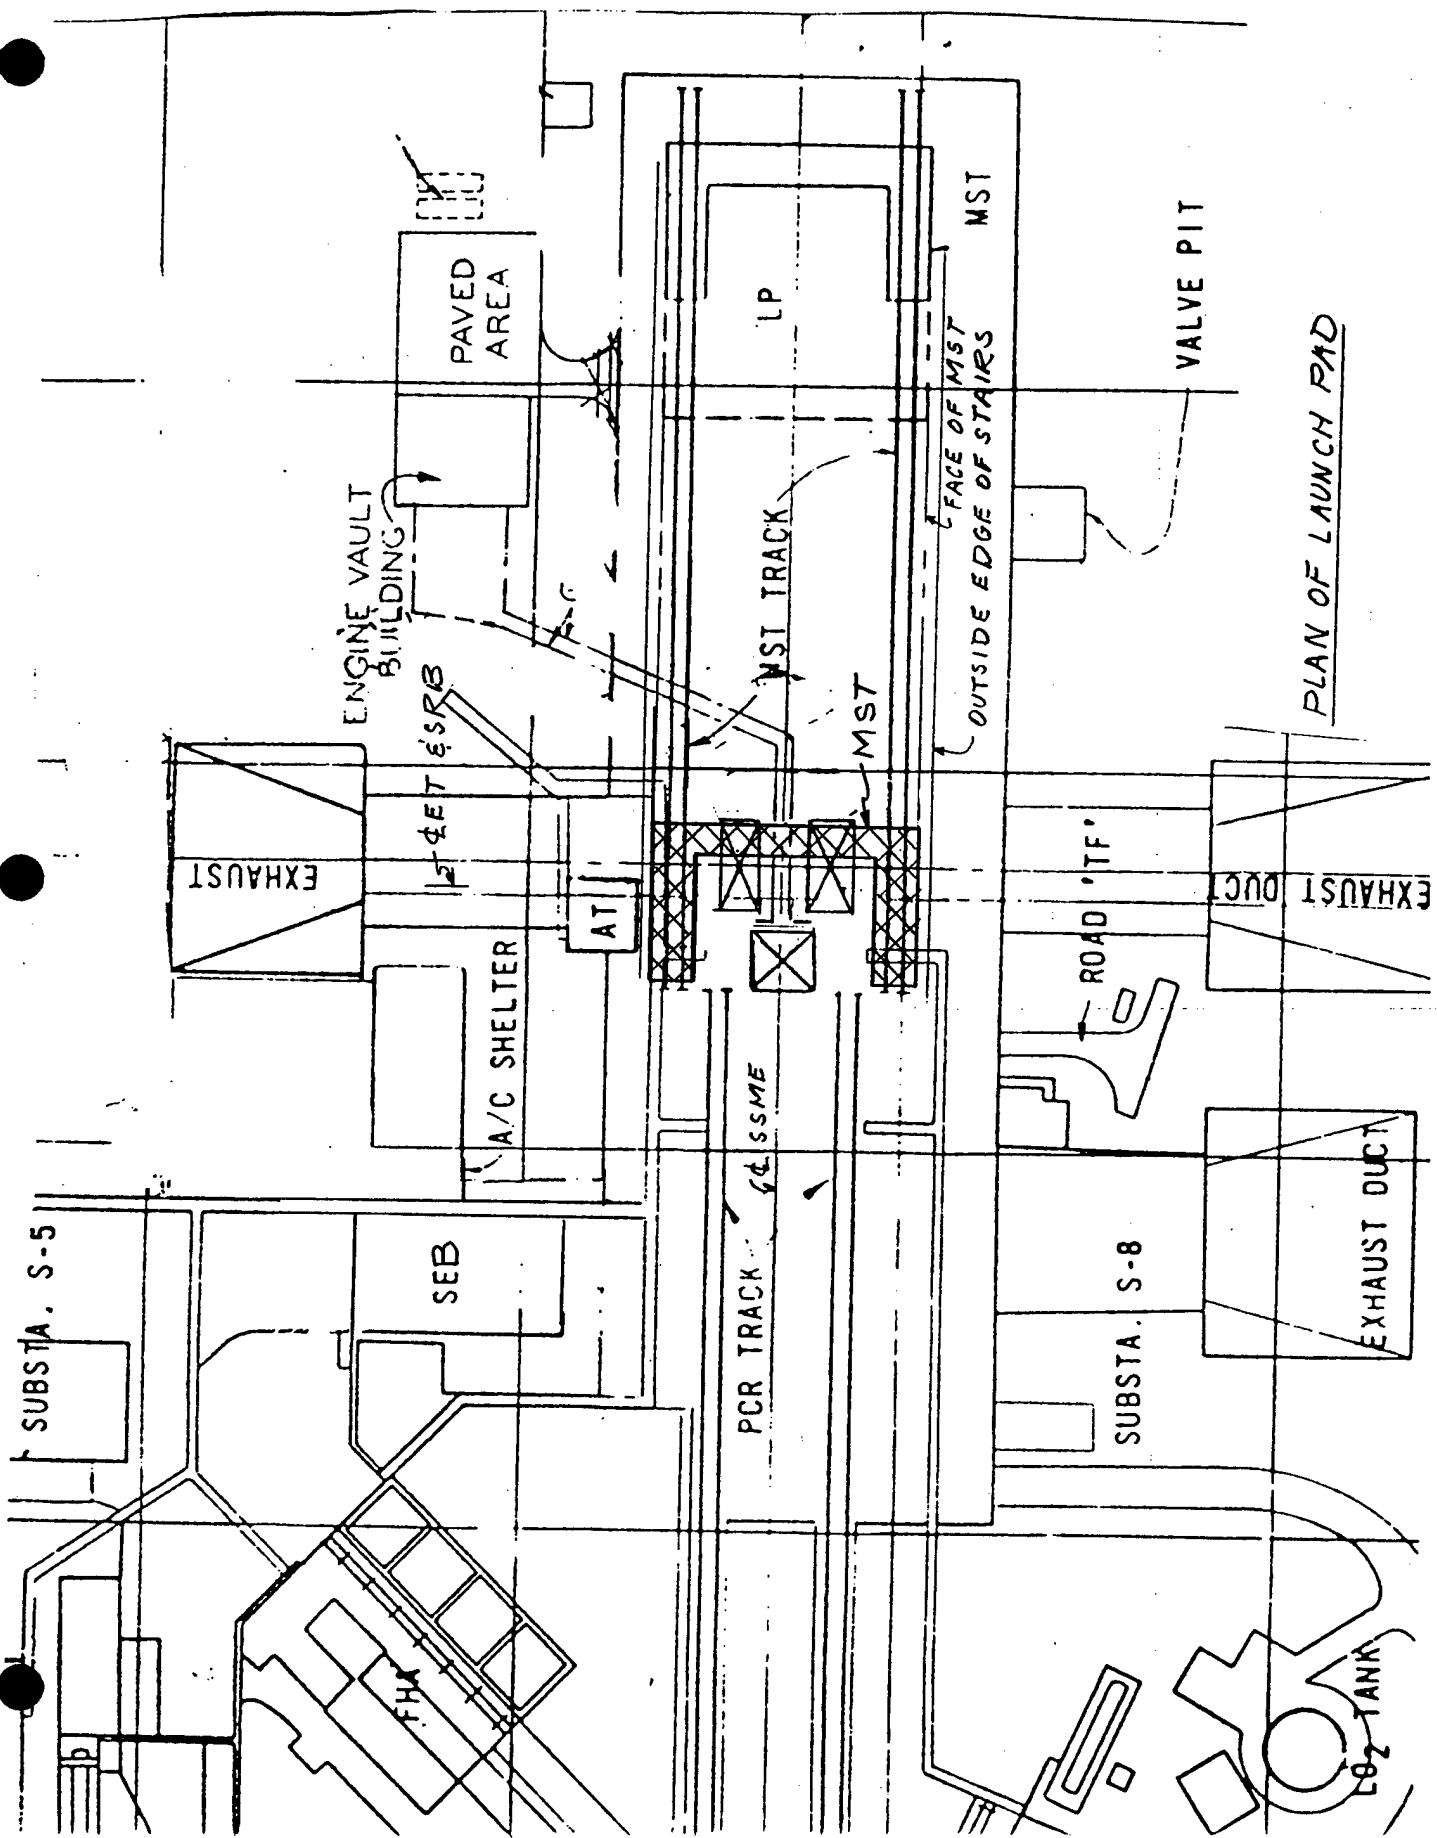 PAVED
AREA
ENGINE VAULT
BUILDING
℄ ET & SRB
EXHAUST
AT
A/C SHELTER
SUBSTA. S-5
SEB
FHA
LP
MST
FACE OF MST
OUTSIDE EDGE OF STAIRS
MST TRACK
MST
VALVE PIT
ROAD 'TF'
EXHAUST DUCT
℄ SSME
PCR TRACK
SUBSTA. S-8
EXHAUST DUCT
LO2 TANK
PLAN OF LAUNCH PAD